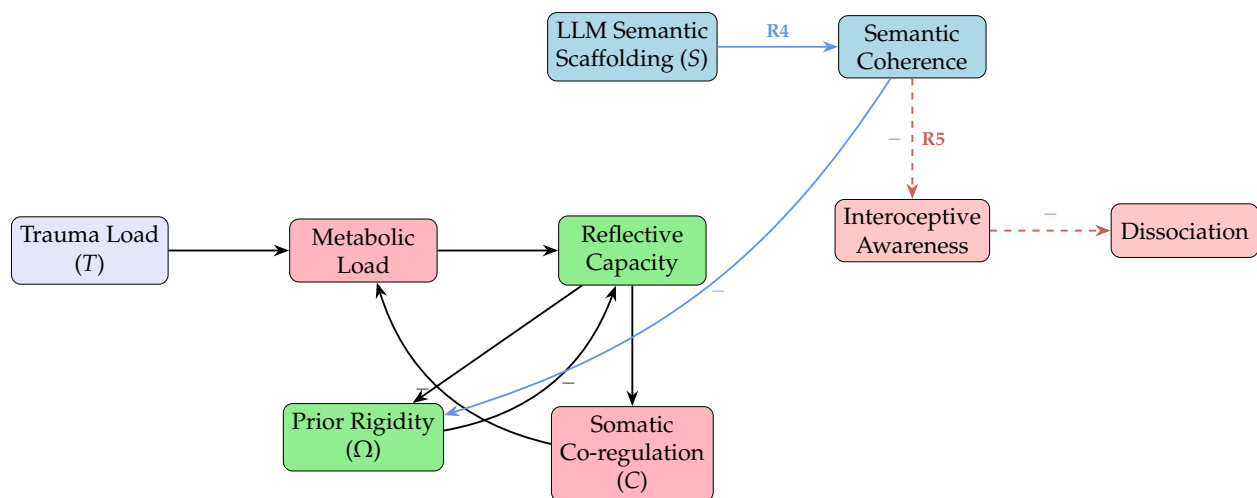 LLM Semantic
Scaffolding (S)
R4
Semantic
Coherence
−
R5
Trauma Load
(T)
Metabolic
Load
Reflective
Capacity
Interoceptive
Awareness
−
Dissociation
−
−
−
Prior Rigidity
(Ω)
Somatic
Co-regulation
(C)